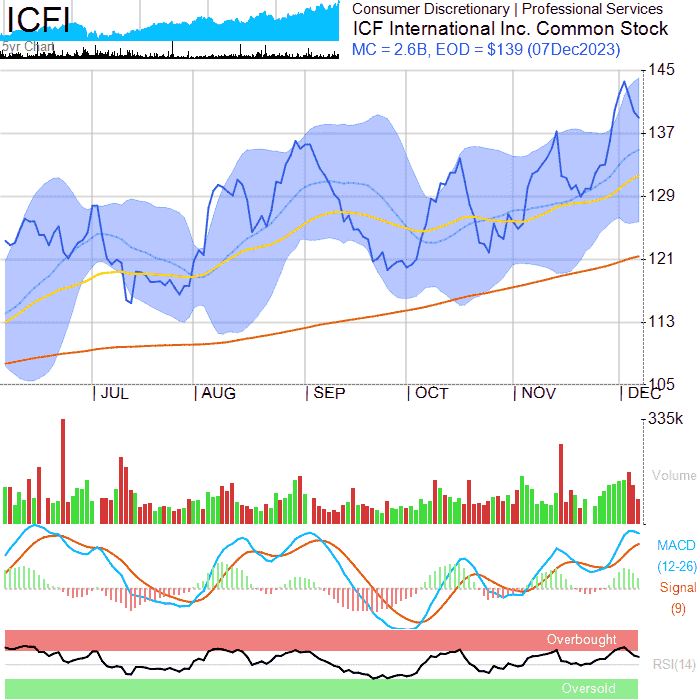 ICFI
5yr Chart
Consumer Discretionary | Professional Services
ICF International Inc. Common Stock
MC = 2.6B, EOD = $139 (07Dec2023)
145
137
129
121
113
105
| JUL | AUG | SEP | OCT | NOV | DEC
335k
Volume
MACD
(12-26)
Signal
(9)
Overbought
RSI(14)
Oversold